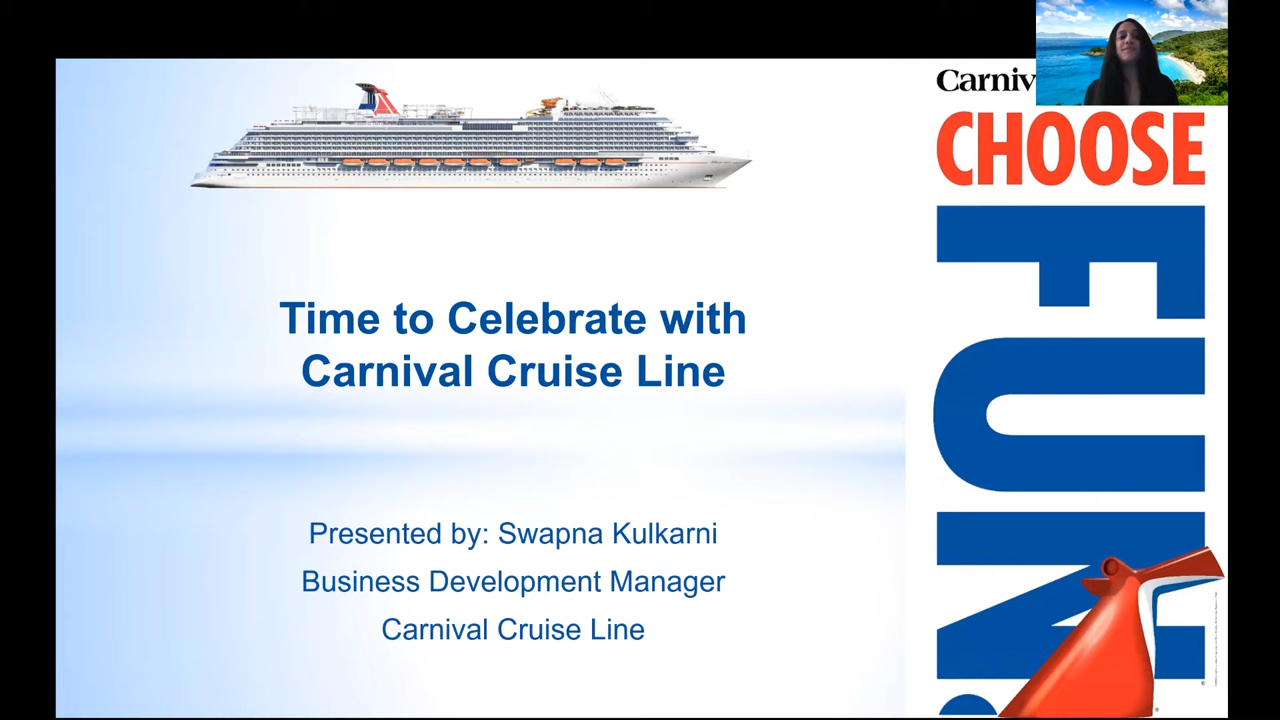 Time to Celebrate with
Carnival Cruise Line
Presented by: Swapna Kulkarni
Business Development Manager
Carnival Cruise Line
Carniv
CHOOSE
FUN.